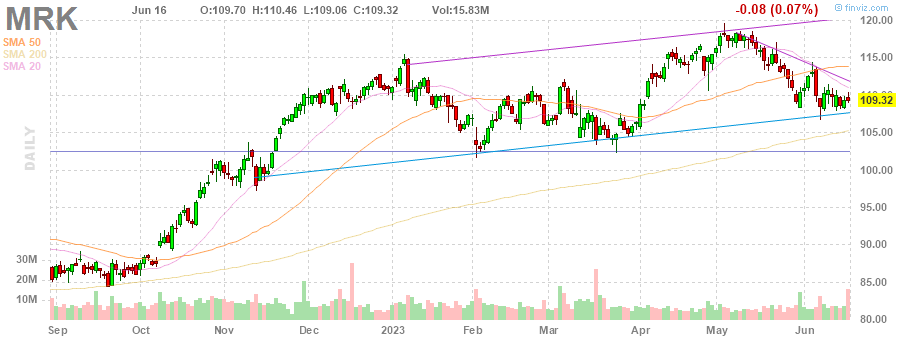 MRK Jun 16 O:109.70 H:110.46 L:109.06 C:109.32 Vol:15.83M -0.08 (0.07%) © finviz.com
SMA 50
SMA 200
SMA 20
DAILY
120.00
115.00
110.00
109.32
105.00
100.00
95.00
90.00
85.00
80.00
30M
20M
10M
Sep Oct Nov Dec 2023 Feb Mar Apr May Jun